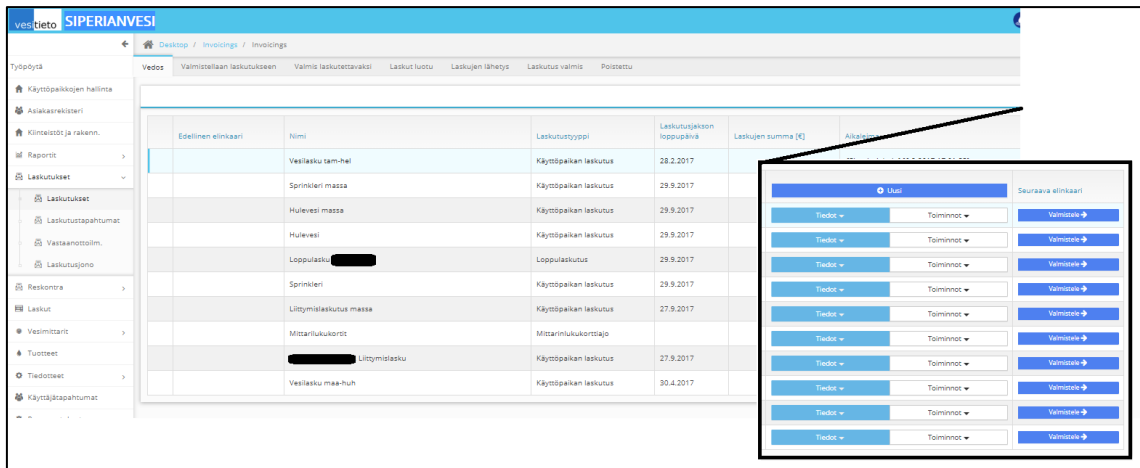 vesitieto SIPERIANVESI
Desktop / Invoicings / Invoicings
Työpöytä
Vedos Valmistellaan laskutukseen Valmis laskutettavaksi Laskut luotu Laskujen lähetys Laskutus valmis Poistettu
Käyttöpaikkojen hallinta
Asiakasrekisteri
Kiinteistöt ja rakenn.
Raportit
Laskutukset
Laskutukset
Laskutustapahtumat
Vastaanottoilm.
Laskutusjono
Reskontra
Laskut
Vesimittarit
Tuotteet
Tiedotteet
Käyttäjätapahtumat
Edellinen elinkaari Nimi Laskutustyyppi Laskutusjakson loppupäivä Laskujen summa [€]
Vesilasku tam-hel Käyttöpaikan laskutus 28.2.2017
Sprinkleri massa Käyttöpaikan laskutus 29.9.2017
Hulevesi massa Käyttöpaikan laskutus 29.9.2017
Hulevesi Käyttöpaikan laskutus 29.9.2017
Loppulasku Loppulaskutus 29.9.2017
Sprinkleri Käyttöpaikan laskutus 29.9.2017
Liittymislaskutus massa Käyttöpaikan laskutus 27.9.2017
Mittarilukukortit Mittarinlukukorttiajo
Liittymislasku Käyttöpaikan laskutus 27.9.2017
Vesilasku maa-huh Käyttöpaikan laskutus 30.4.2017
Uusi Seuraava elinkaari
Tiedot Toiminnot Valmistele
Tiedot Toiminnot Valmistele
Tiedot Toiminnot Valmistele
Tiedot Toiminnot Valmistele
Tiedot Toiminnot Valmistele
Tiedot Toiminnot Valmistele
Tiedot Toiminnot Valmistele
Tiedot Toiminnot Valmistele
Tiedot Toiminnot Valmistele
Tiedot Toiminnot Valmistele